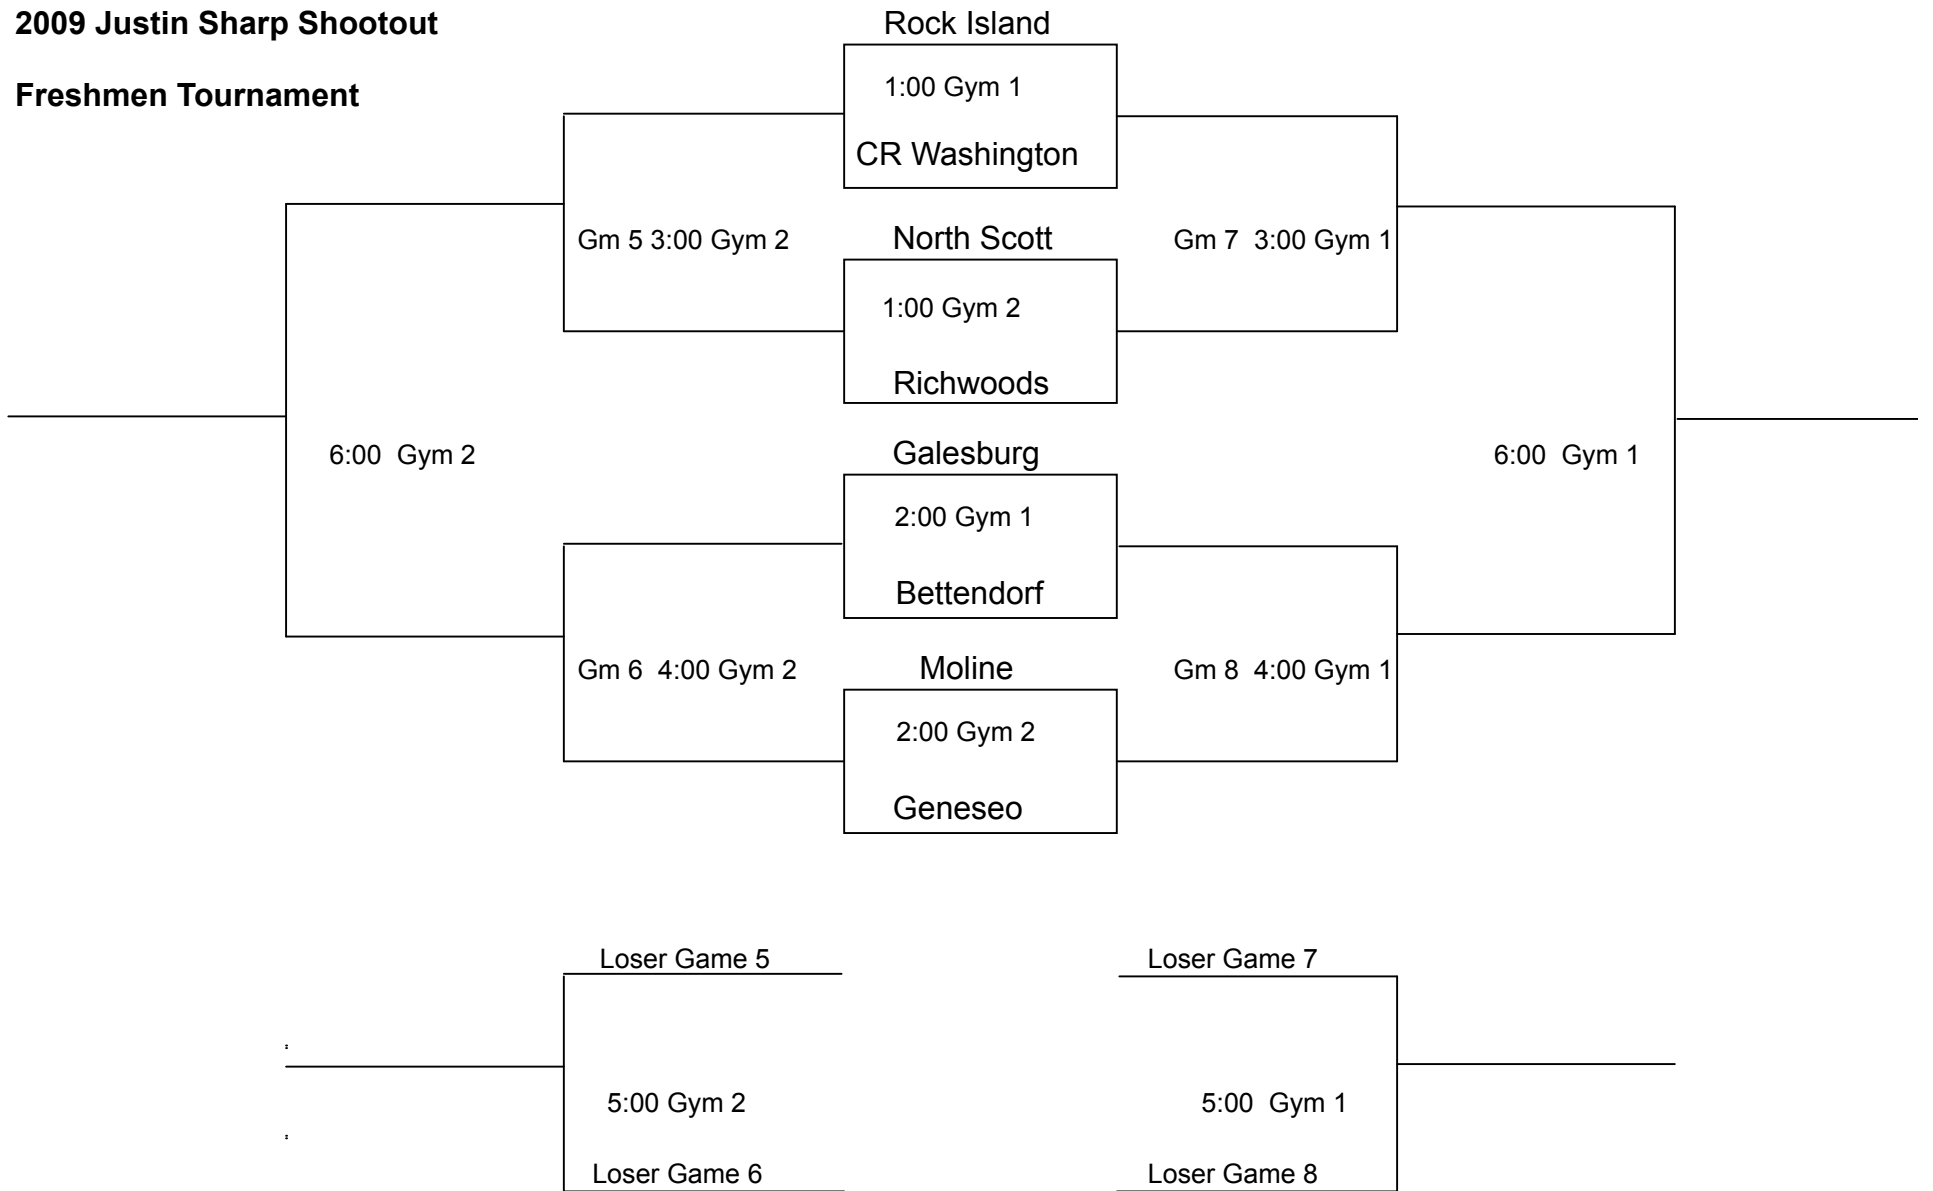 2009 Justin Sharp Shootout
Rock Island
Freshmen Tournament
1:00 Gym 1
CR Washington
Gm 5 3:00 Gym 2
North Scott
Gm 7  3:00 Gym 1
1:00 Gym 2
Richwoods
6:00  Gym 2
Galesburg
6:00  Gym 1
2:00 Gym 1
Bettendorf
Gm 6  4:00 Gym 2
Moline
Gm 8  4:00 Gym 1
2:00 Gym 2
Geneseo
Loser Game 5
Loser Game 7
5:00 Gym 2
5:00  Gym 1
Loser Game 6
Loser Game 8